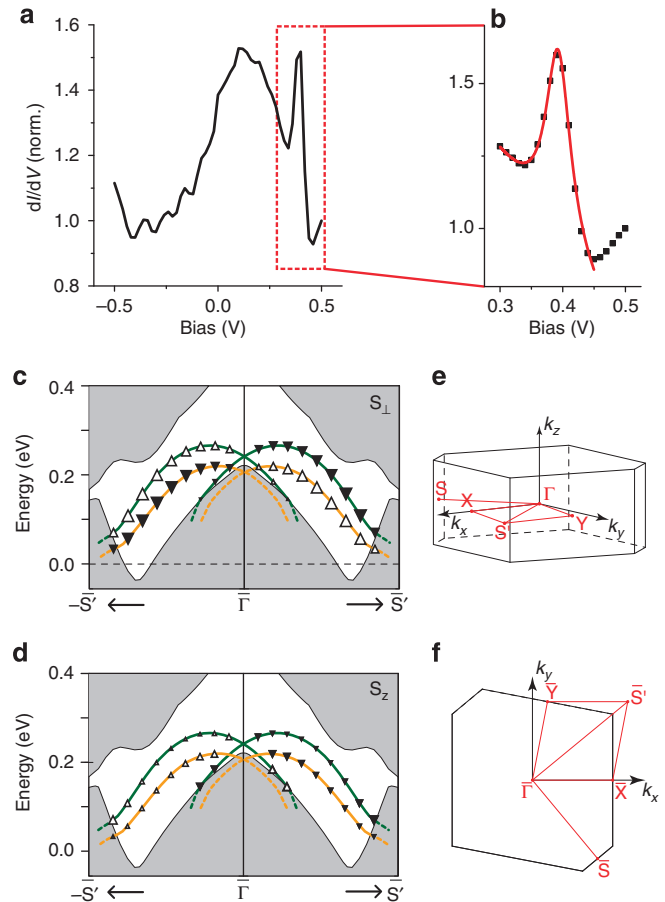 a
1.6
1.4
1.2
1.0
0.8
dI/dV (norm.)
–0.5
0.0
0.5
Bias (V)
b
1.5
1.0
0.3
0.4
0.5
Bias (V)
c
S⊥
0.4
0.2
0.0
Energy (eV)
–S̅′
Γ̅
S̅′
d
S_z
0.4
0.2
0.0
Energy (eV)
–S̅′
Γ̅
S̅′
e
k_z
S
X
Γ
k_x
S′
Y
k_y
f
k_y
Y̅
S̅′
Γ̅
X̅
k_x
S̅